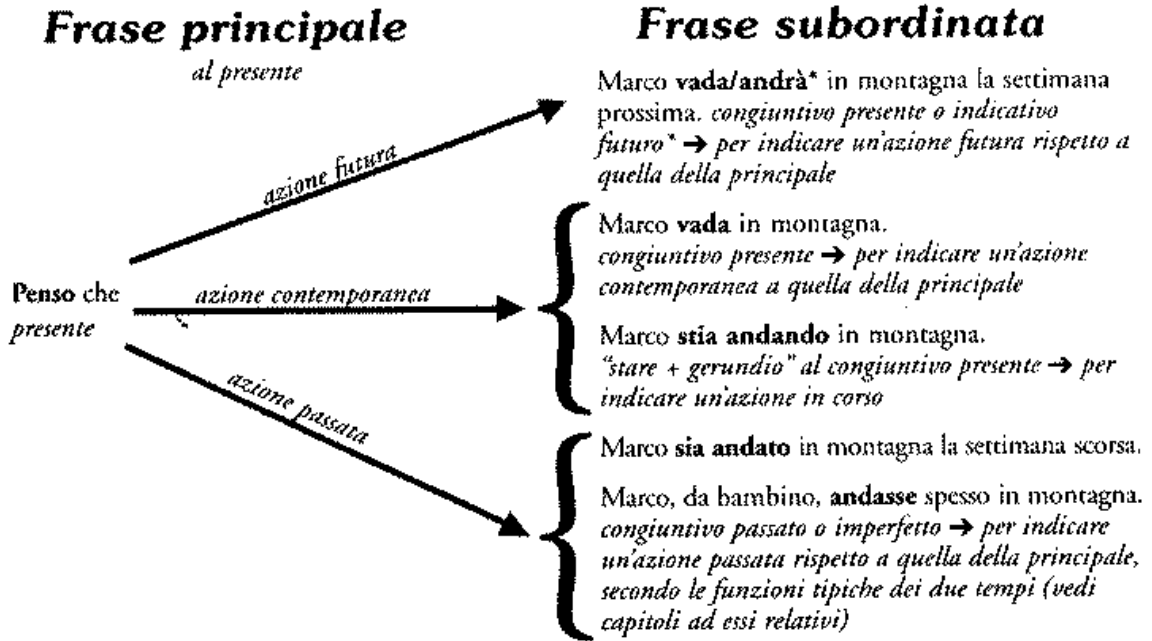 Frase principale
al presente
Frase subordinata
Marco vada/andrà* in montagna la settimana
prossima. congiuntivo presente o indicativo
futuro* → per indicare un'azione futura rispetto a
quella della principale
azione futura
Marco vada in montagna.
congiuntivo presente → per indicare un'azione
contemporanea a quella della principale
Penso che
presente
azione contemporanea
Marco stia andando in montagna.
"stare + gerundio" al congiuntivo presente → per
indicare un'azione in corso
azione passata
Marco sia andato in montagna la settimana scorsa.
Marco, da bambino, andasse spesso in montagna.
congiuntivo passato o imperfetto → per indicare
un'azione passata rispetto a quella della principale,
secondo le funzioni tipiche dei due tempi (vedi
capitoli ad essi relativi)